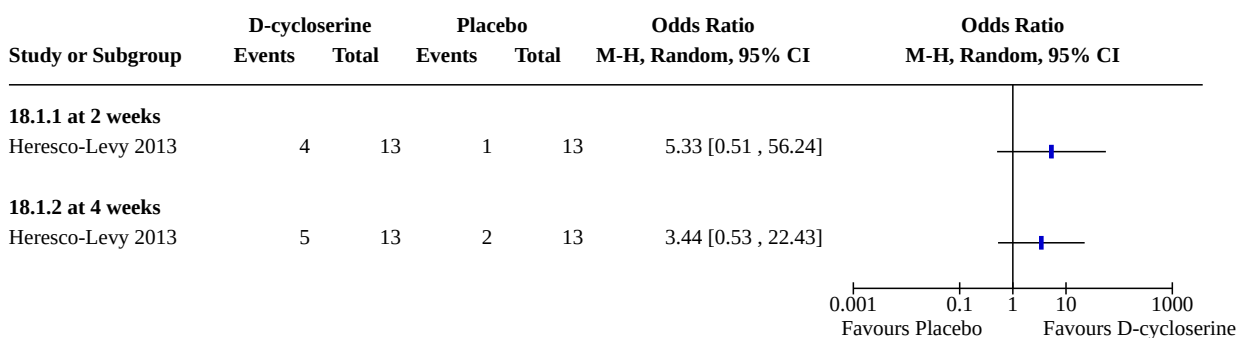 D-cycloserine Placebo Odds Ratio Odds Ratio
Study or Subgroup Events Total Events Total M-H, Random, 95% CI M-H, Random, 95% CI
18.1.1 at 2 weeks
Heresco-Levy 2013 4 13 1 13 5.33 [0.51 , 56.24]
18.1.2 at 4 weeks
Heresco-Levy 2013 5 13 2 13 3.44 [0.53 , 22.43]
0.001 0.1 1 10 1000
Favours Placebo Favours D-cycloserine